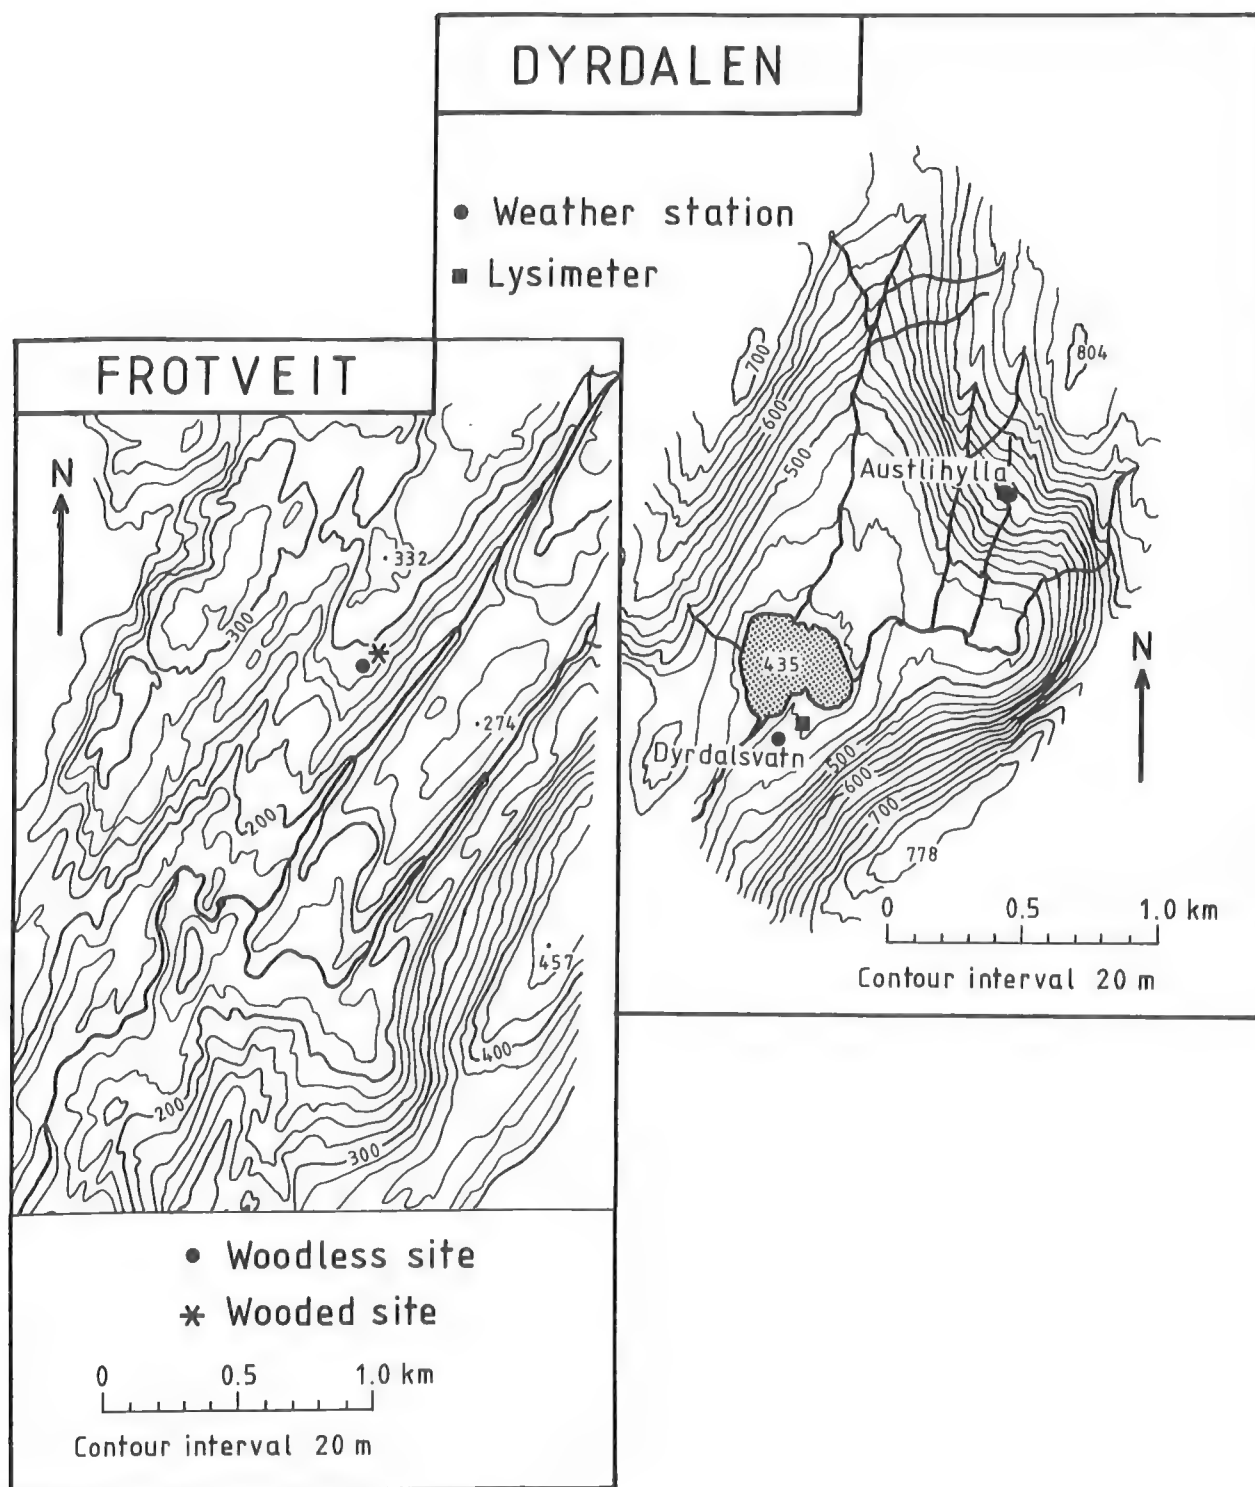 DYRDALEN
● Weather station
■ Lysimeter
700
600
500
804
Austlihylla
435
Dyrdalsvatn
N
500
600
700
778
0 0.5 1.0 km
Contour interval 20 m
FROTVEIT
N
332
300
274
200
457
400
200
300
● Woodless site
* Wooded site
0 0.5 1.0 km
Contour interval 20 m